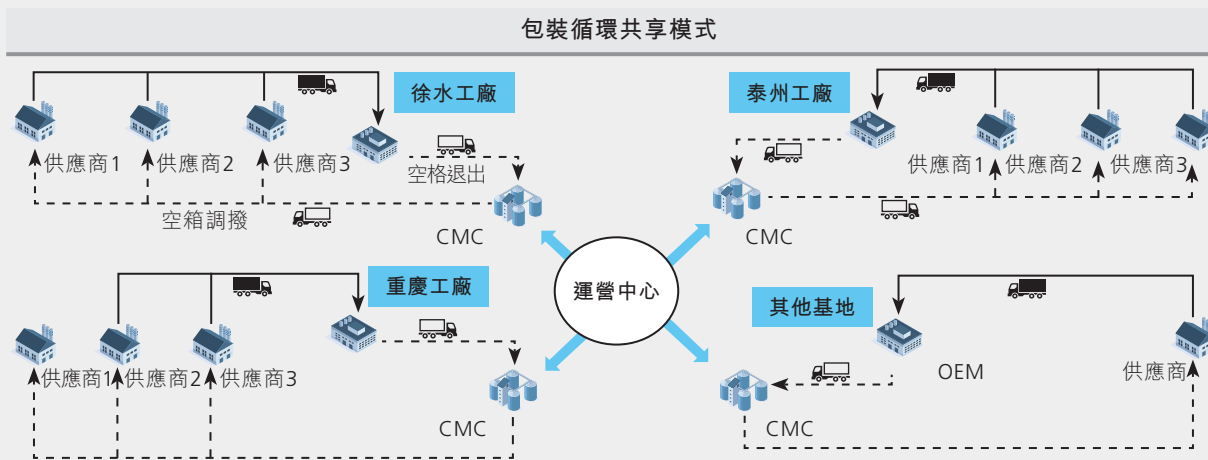 包裝循環共享模式
徐水工廠
供應商1
供應商2
供應商3
空格退出
空箱調撥
CMC
泰州工廠
供應商1
供應商2
供應商3
CMC
運營中心
重慶工廠
供應商1
供應商2
供應商3
CMC
其他基地
OEM
供應商
CMC